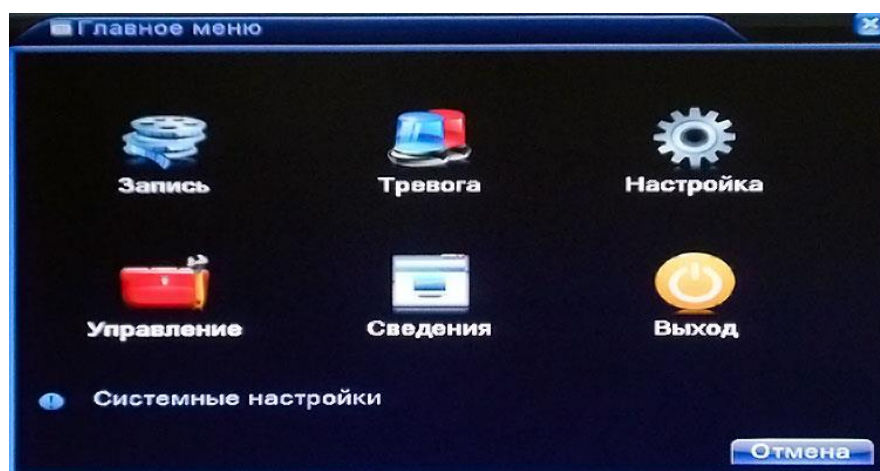 Главное меню
Запись Тревога Настройка
Управление Сведения Выход
Системные настройки
Отмена